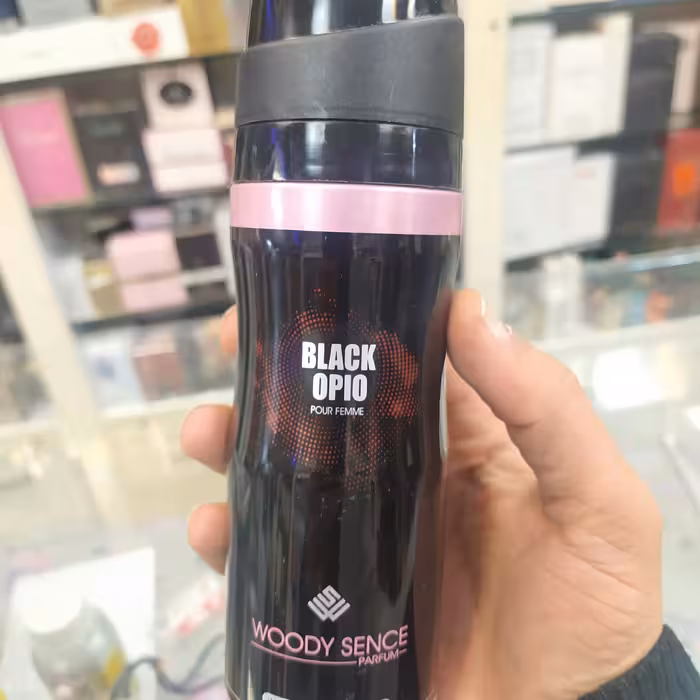 BLACK
OPIO
POUR FEMME
WOODY SENCE
PARFUM